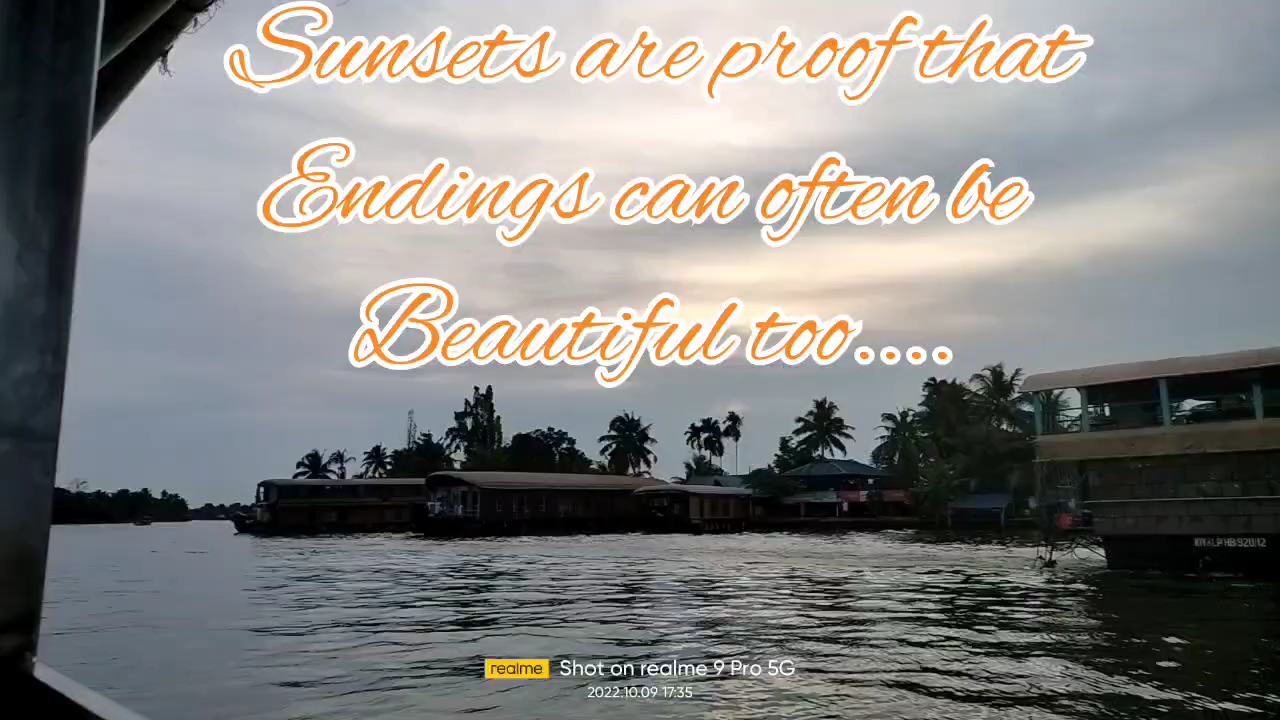 Sunsets are proof that
Endings can often be
Beautiful too....
realme Shot on realme 9 Pro 5G
2022.10.09 17:35